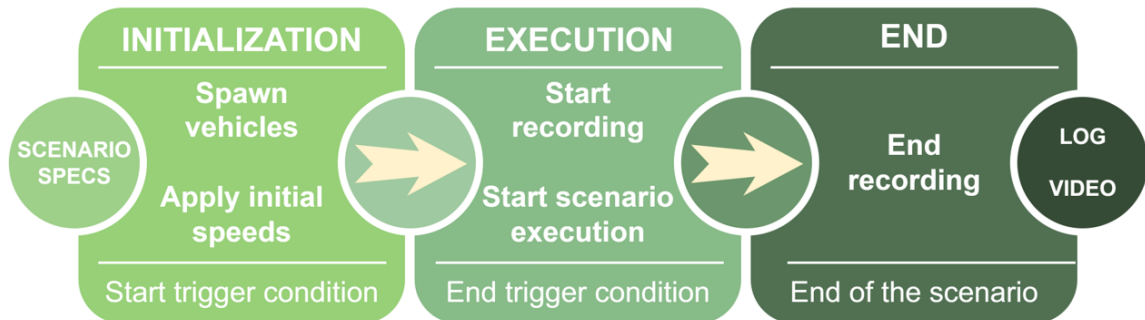 SCENARIO
SPECS
INITIALIZATION
Spawn
vehicles
Apply initial
speeds
Start trigger condition
EXECUTION
Start
recording
Start scenario
execution
End trigger condition
END
End
recording
End of the scenario
LOG
VIDEO